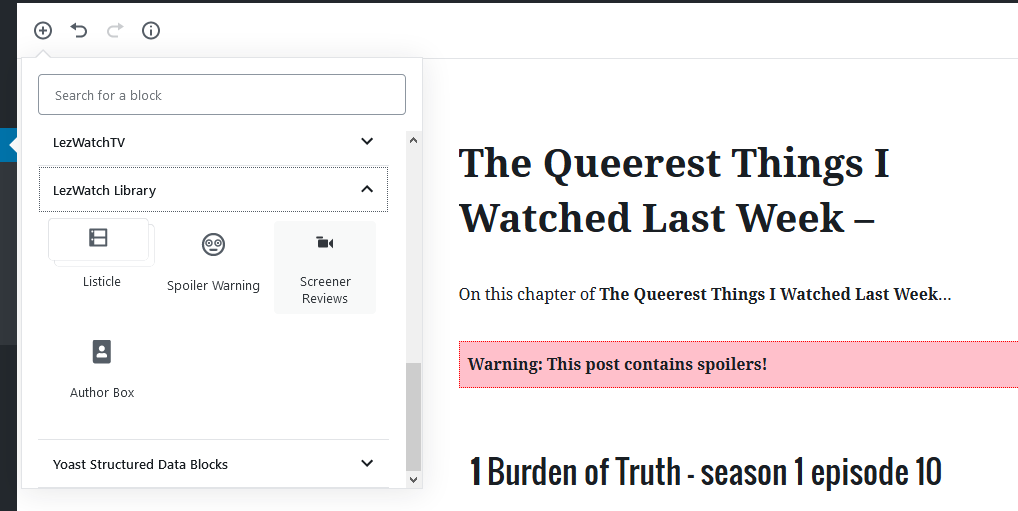 Search for a block
LezWatchTV
LezWatch Library
Listicle
Spoiler Warning
Screener
Reviews
Author Box
Yoast Structured Data Blocks
The Queerest Things I
Watched Last Week –
On this chapter of The Queerest Things I Watched Last Week…
Warning: This post contains spoilers!
1 Burden of Truth - season 1 episode 10